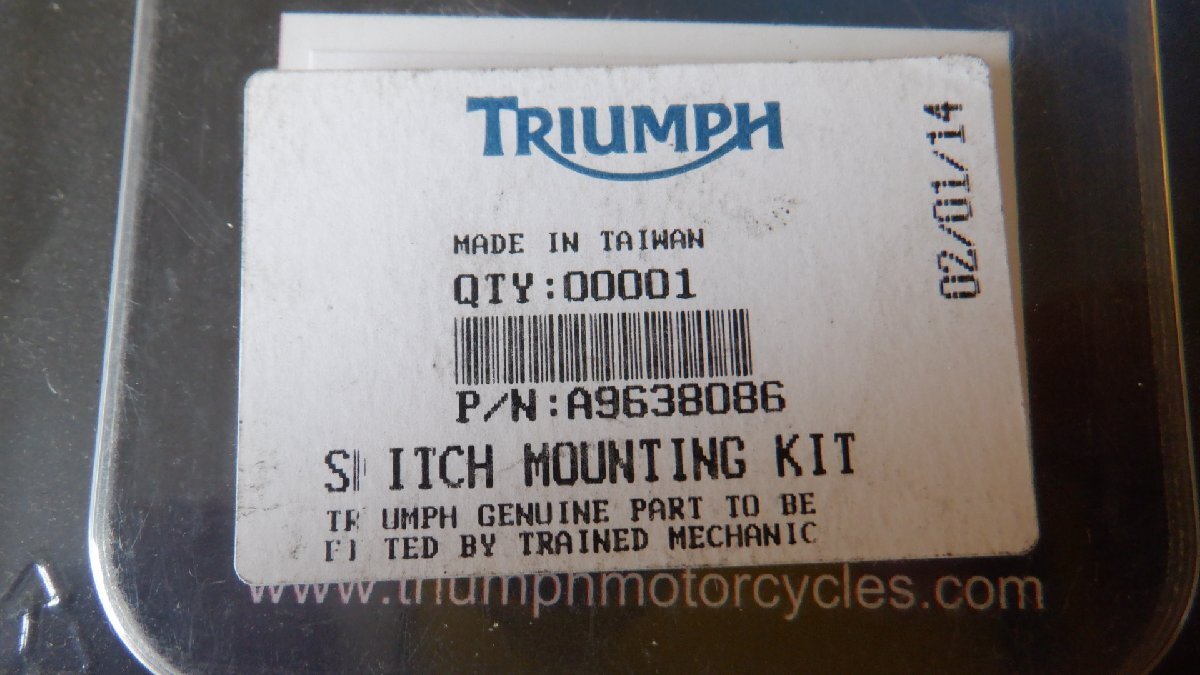 TRIUMPH
02/01/14
MADE IN TAIWAN
QTY:00001
P/N:A9638086
MOUNTING KIT
GENUINE PART TO BE
BY TRAINED MECHANIC
www.triumphmotorcycles.com